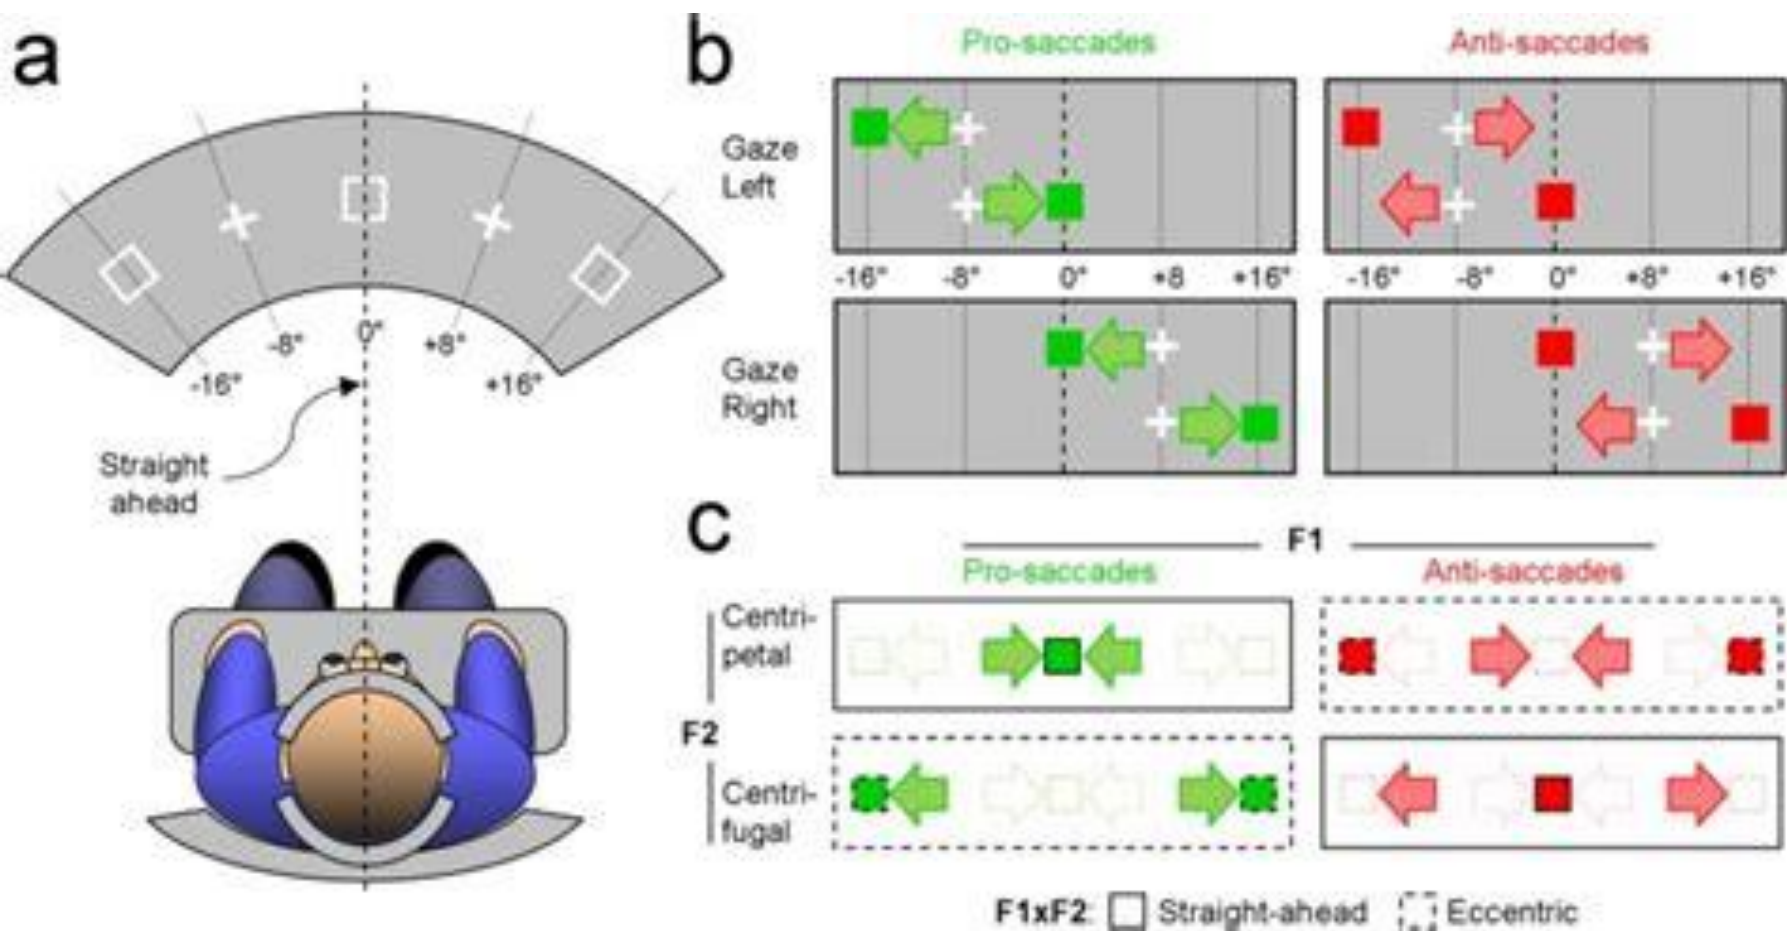 a
-16°
-8°
0°
+8°
+16°
Straight
ahead
b
Pro-saccades
Anti-saccades
Gaze
Left
-16°
-8°
0°
+8
+16°
-16°
-8°
0°
+8°
+16°
Gaze
Right
c
F1
Pro-saccades
Anti-saccades
Centri-
petal
F2
Centri-
fugal
F1xF2:
Straight-ahead
Eccentric